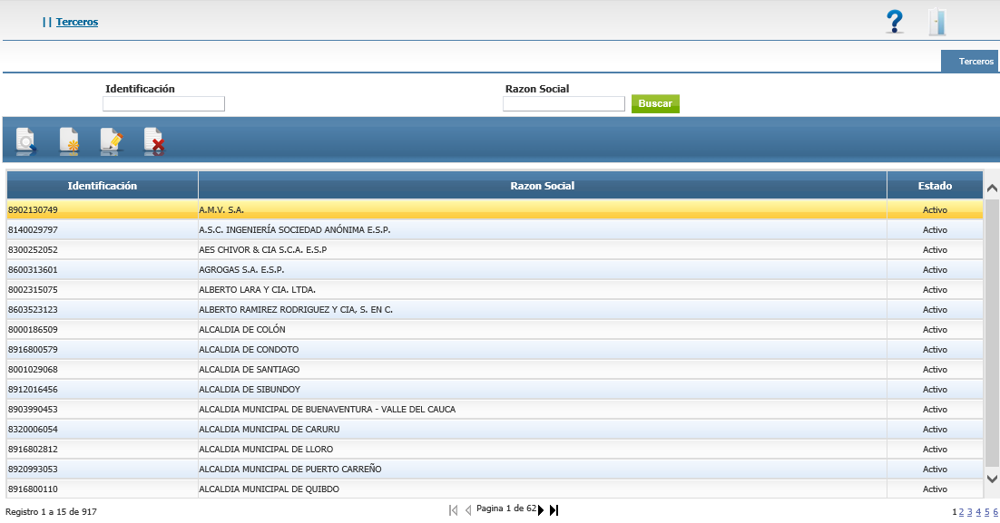 || Terceros
?
Terceros
Identificación Razon Social
Buscar
Identificación Razon Social Estado
8902130749 A.M.V. S.A. Activo
8140029797 A.S.C. INGENIERÍA SOCIEDAD ANÓNIMA E.S.P. Activo
8300252052 AES CHIVOR & CIA S.C.A. E.S.P Activo
8600313601 AGROGAS S.A. E.S.P. Activo
8002315075 ALBERTO LARA Y CIA. LTDA. Activo
8603523123 ALBERTO RAMIREZ RODRIGUEZ Y CIA, S. EN C. Activo
8000186509 ALCALDIA DE COLÓN Activo
8916800579 ALCALDIA DE CONDOTO Activo
8001029068 ALCALDIA DE SANTIAGO Activo
8912016456 ALCALDIA DE SIBUNDOY Activo
8903990453 ALCALDIA MUNICIPAL DE BUENAVENTURA - VALLE DEL CAUCA Activo
8320006054 ALCALDIA MUNICIPAL DE CARURU Activo
8916802812 ALCALDIA MUNICIPAL DE LLORO Activo
8920993053 ALCALDIA MUNICIPAL DE PUERTO CARREÑO Activo
8916800110 ALCALDIA MUNICIPAL DE QUIBDO Activo
Registro 1 a 15 de 917 Pagina 1 de 62 1 2 3 4 5 6